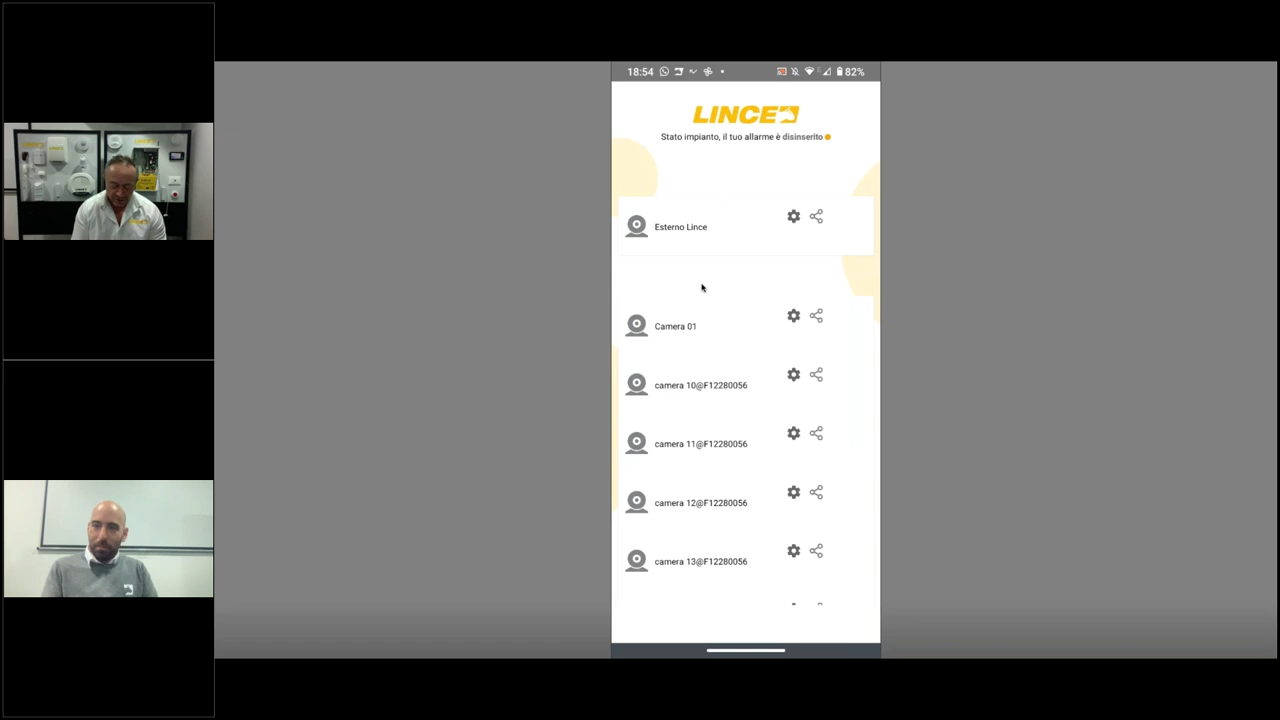 18:54
82%
LINCE
Stato impianto, il tuo allarme è disinserito
Esterno Lince
Camera 01
camera 10@F12280056
camera 11@F12280056
camera 12@F12280056
camera 13@F12280056